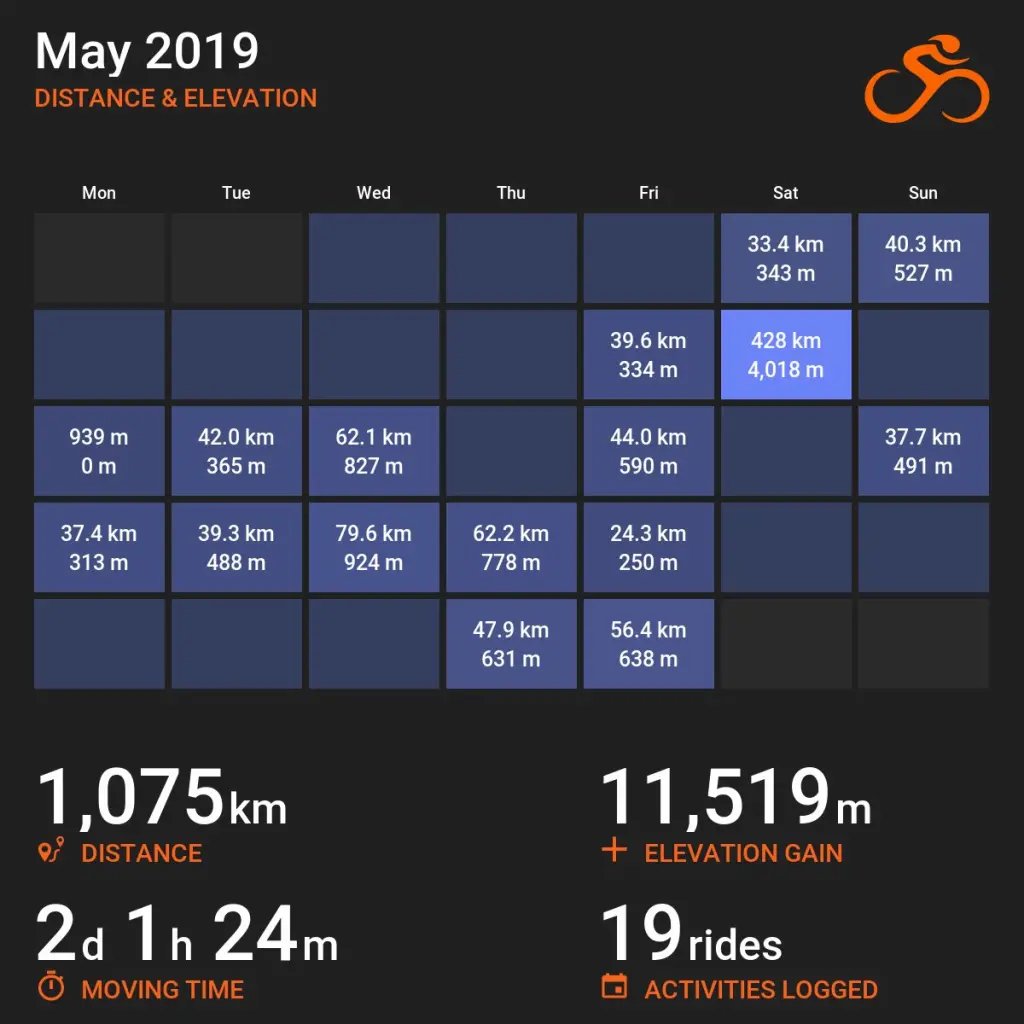 May 2019
DISTANCE & ELEVATION
Mon Tue Wed Thu Fri Sat Sun
33.4 km 40.3 km
343 m 527 m
39.6 km 428 km
334 m 4,018 m
939 m 42.0 km 62.1 km 44.0 km 37.7 km
0 m 365 m 827 m 590 m 491 m
37.4 km 39.3 km 79.6 km 62.2 km 24.3 km
313 m 488 m 924 m 778 m 250 m
47.9 km 56.4 km
631 m 638 m
1,075 km 11,519 m
DISTANCE + ELEVATION GAIN
2d 1h 24m 19 rides
MOVING TIME ACTIVITIES LOGGED